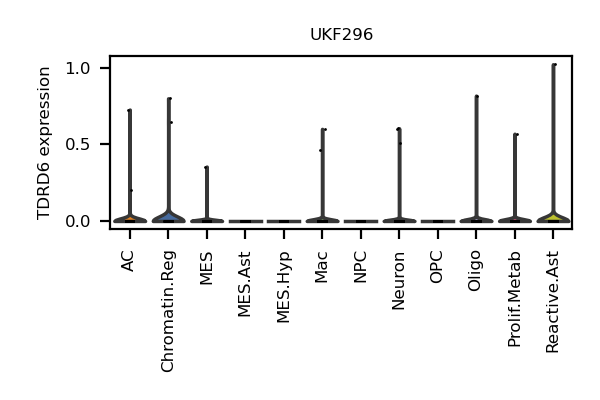 UKF296
TDRD6 expression
1.0
0.5
0.0
AC
Chromatin.Reg
MES
MES.Ast
MES.Hyp
Mac
NPC
Neuron
OPC
Oligo
Prolif.Metab
Reactive.Ast